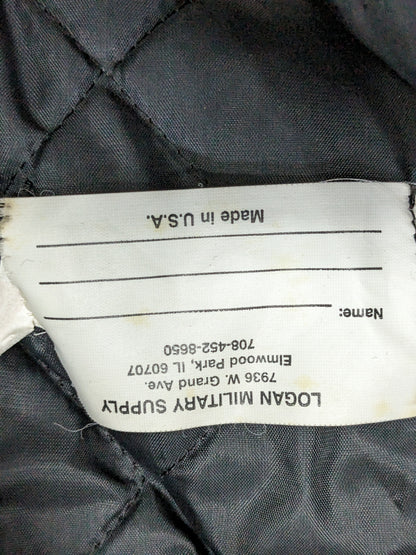 LOGAN MILITARY SUPPLY
7936 W. Grand Ave.
Elmwood Park, IL 60707
708-452-8650
Name:
Made in U.S.A.